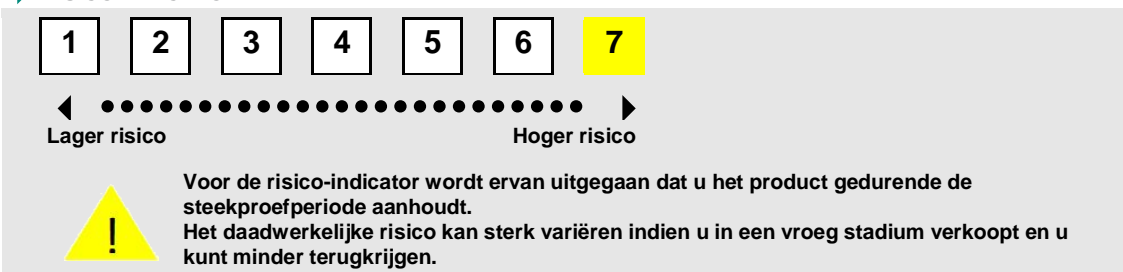 1 2 3 4 5 6 7
Lager risico Hoger risico
Voor de risico-indicator wordt ervan uitgegaan dat u het product gedurende de
steekproefperiode aanhoudt.
! Het daadwerkelijke risico kan sterk variëren indien u in een vroeg stadium verkoopt en u
kunt minder terugkrijgen.